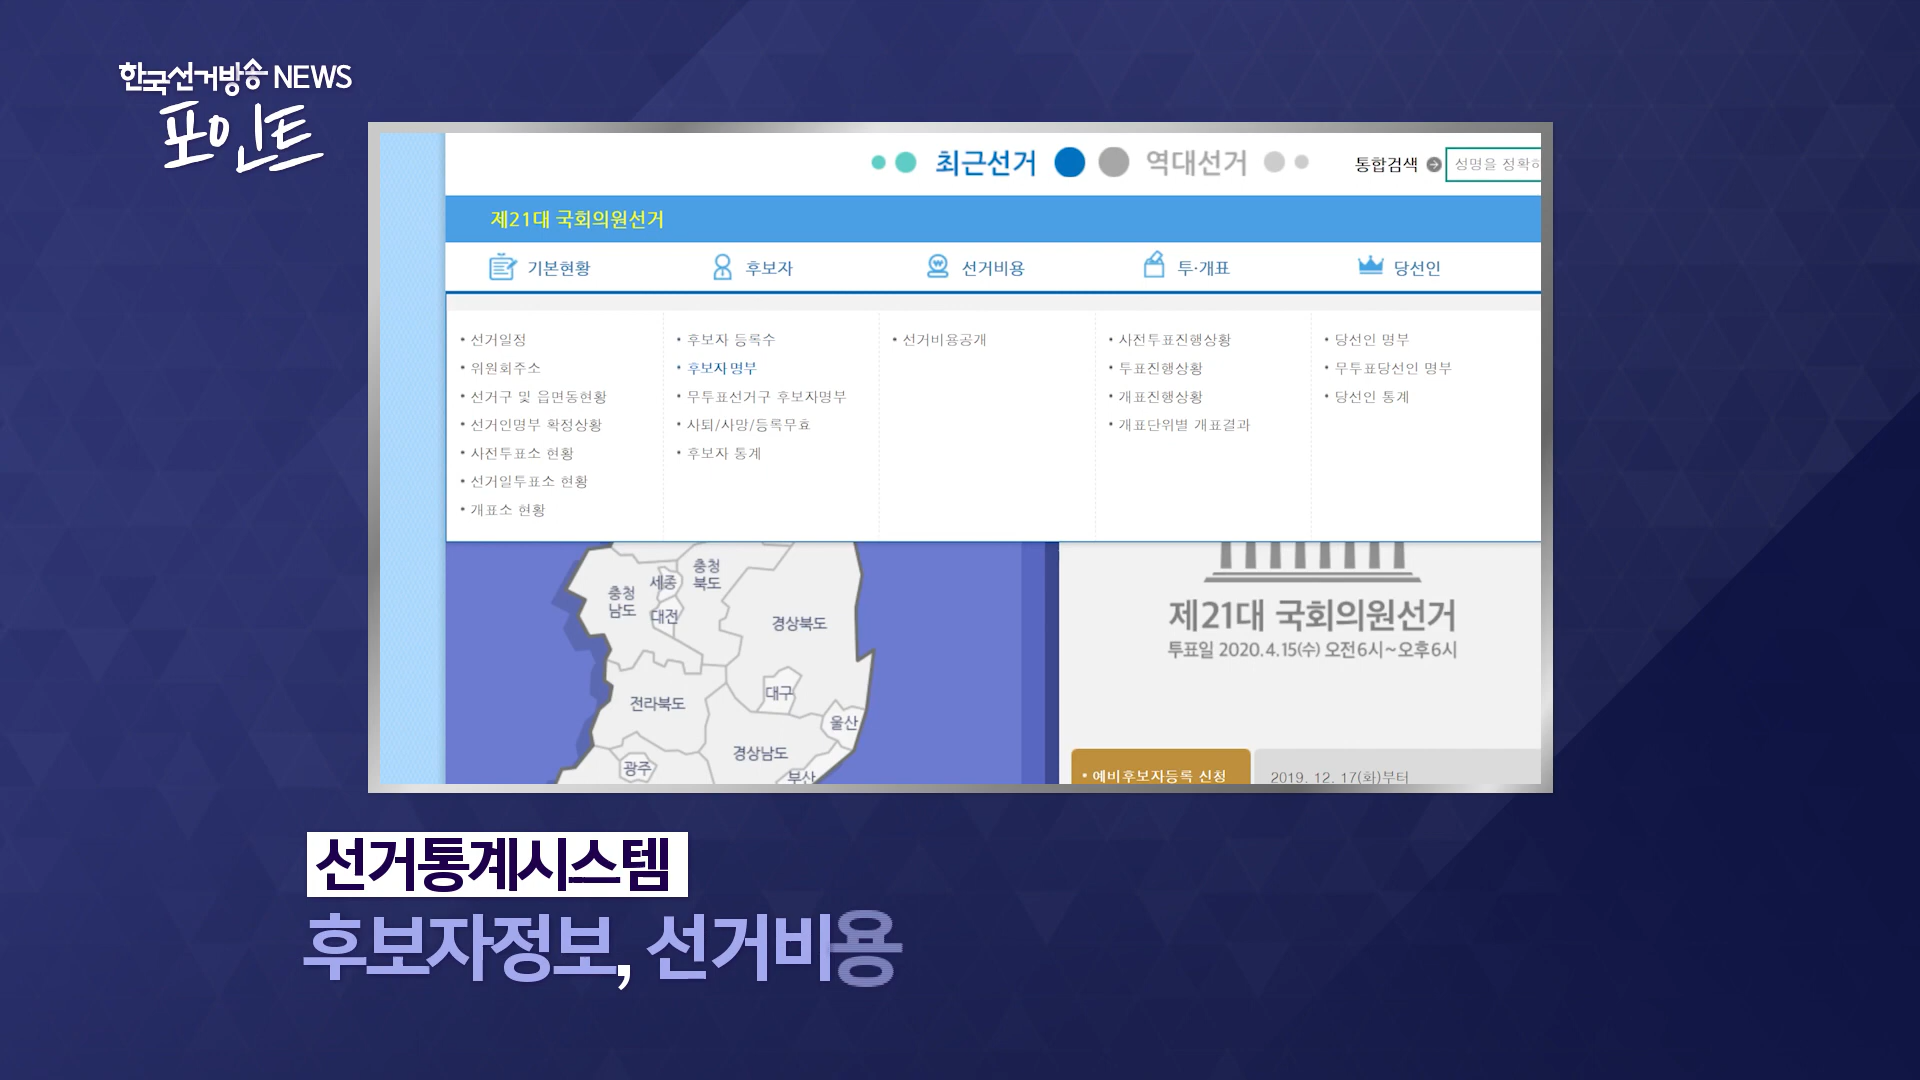 한국선거방송 NEWS
포인트
최근선거
역대선거
통합검색
성명을 정확히
제21대 국회의원선거
기본현황
후보자
선거비용
투·개표
당선인
• 선거일정
• 위원회주소
• 선거구 및 읍면동현황
• 선거인명부 확정상황
• 사전투표소 현황
• 선거일투표소 현황
• 개표소 현황
• 후보자 등록수
• 후보자 명부
• 무투표선거구 후보자명부
• 사퇴/사망/등록무효
• 후보자 통계
• 선거비용공개
• 사전투표진행상황
• 투표진행상황
• 개표진행상황
• 개표단위별 개표결과
• 당선인 명부
• 무투표당선인 명부
• 당선인 통계
충청
북도
세종
충청
남도
대전
경상북도
대구
전라북도
울산
경상남도
광주
부산
제21대 국회의원선거
투표일 2020.4.15(수) 오전6시~오후6시
• 예비후보자등록 신청
2019. 12. 17(화)부터
선거통계시스템
후보자정보, 선거비용